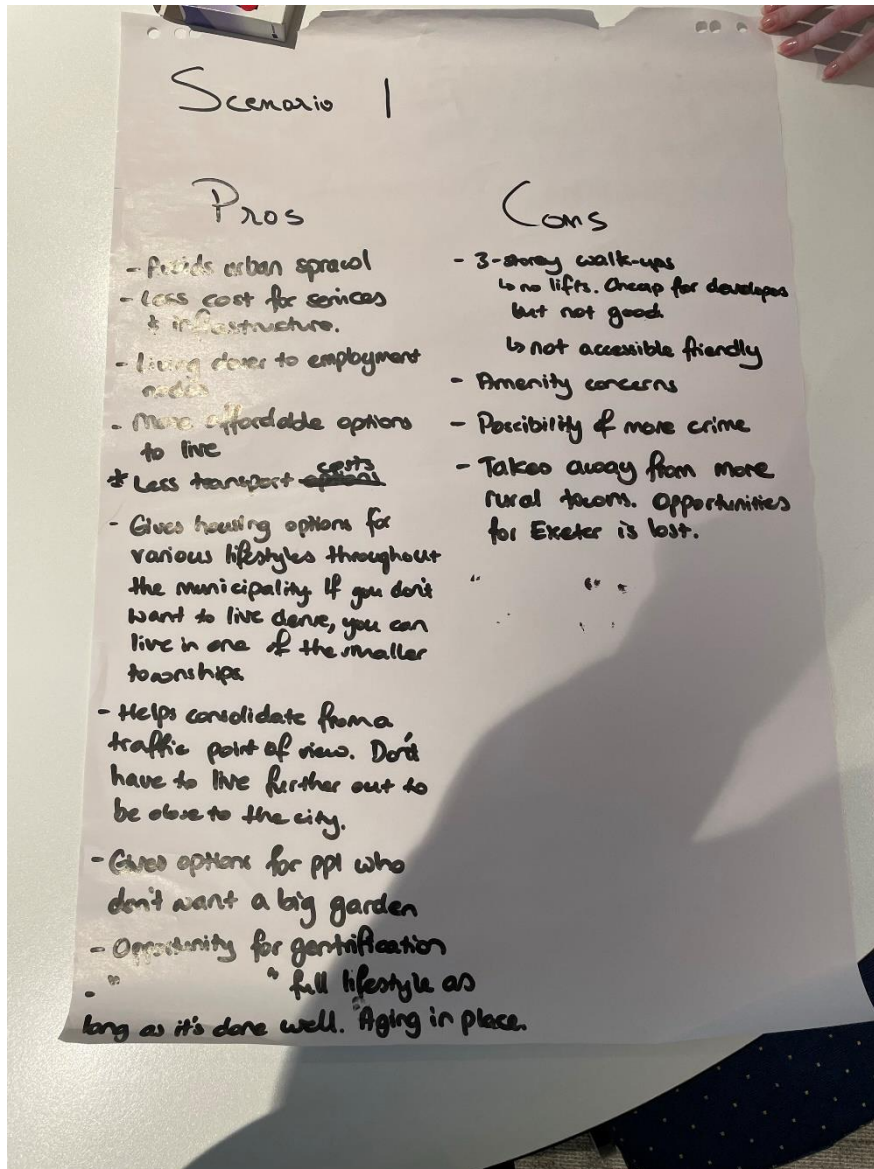 Scenario 1
Pros
- Avoids urban sprawl
- Less cost for services
& infrastructure.
- Living closer to employment
nodes
- More affordable options
to live
* Less transport costs
- Gives housing options for
various lifestyles throughout
the municipality. If you don't
want to live dense, you can
live in one of the smaller
townships.
- Helps consolidate from a
traffic point of view. Don't
have to live further out to
be close to the city.
- Gives options for ppl who
don't want a big garden
- Opportunity for gentrification
- " " full lifestyle as
long as it's done well. "Aging in place.
Cons
- 3-storey walk-ups
↳ no lifts. Cheap for developes
but not good
↳ not accessible friendly
- Amenity concerns
- Possibility of more crime
- Takes away from more
rural towns. Opportunities
for Exeter is lost.